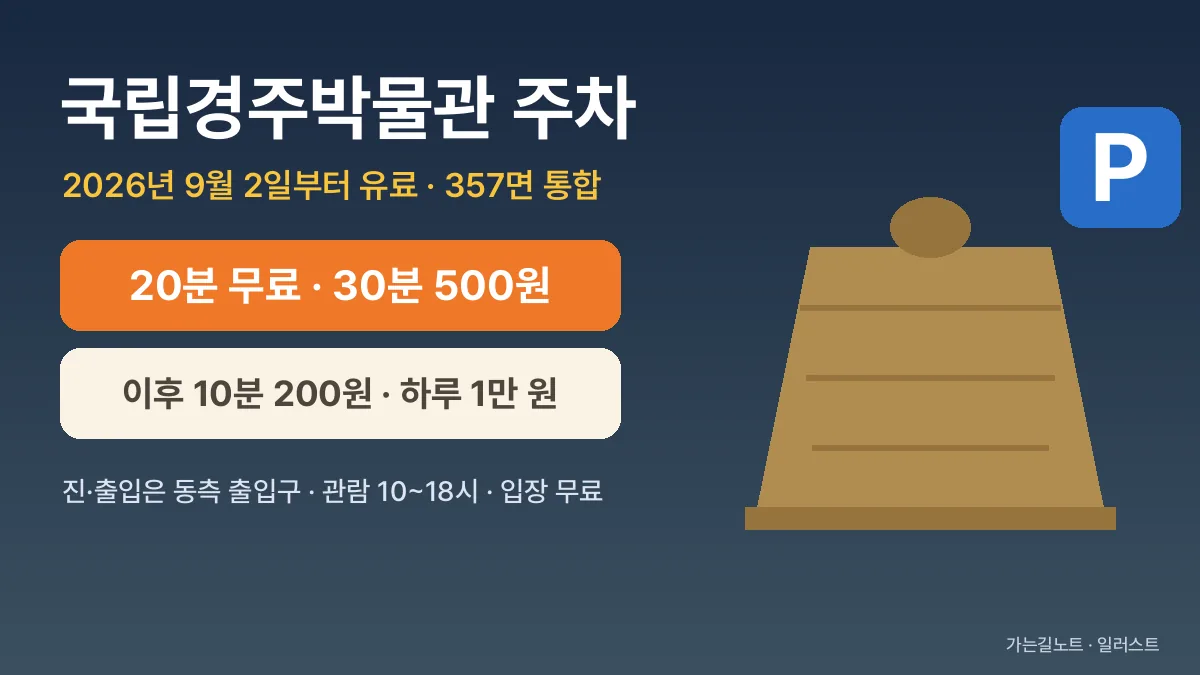 국립경주박물관 주차
2026년 9월 2일부터 유료 · 357면 통합
P
20분 무료 · 30분 500원
이후 10분 200원 · 하루 1만 원
진·출입은 동측 출입구 · 관람 10~18시 · 입장 무료
가는길노트 · 일러스트